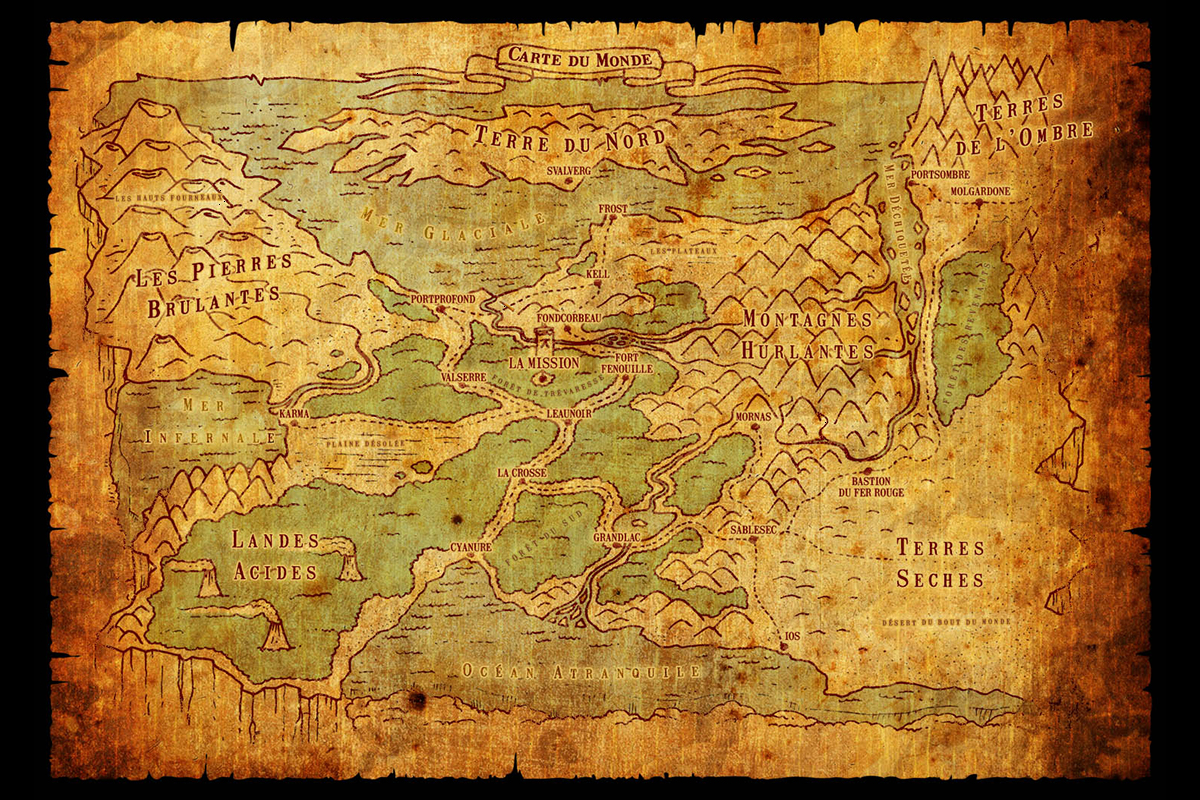 Carte du Monde
Terres
de l'Ombre
Terre du Nord
Svalverg
Portsombre
Molgardone
Les Hauts Fourneaux
Mer Déchiquetée
Frost
Mer Glaciale
Les Plateaux
Les Pierres
Brulantes
Kell
Portprofond
Fondcorbeau
Montagnes
Hurlantes
Forêt des Revenants
La Mission
Fort
Fenouille
Valserre
Forêt de Trévaresse
Mer
Infernale
Karma
Leaunoir
Mornas
Plaine Désolée
La Crosse
Bastion
du Fer Rouge
Forêt du Sud
Landes
Acides
Cyanure
Grandlac
Sablesec
Terres
Seches
Désert du Bout du Monde
Ios
Océan Atranquile